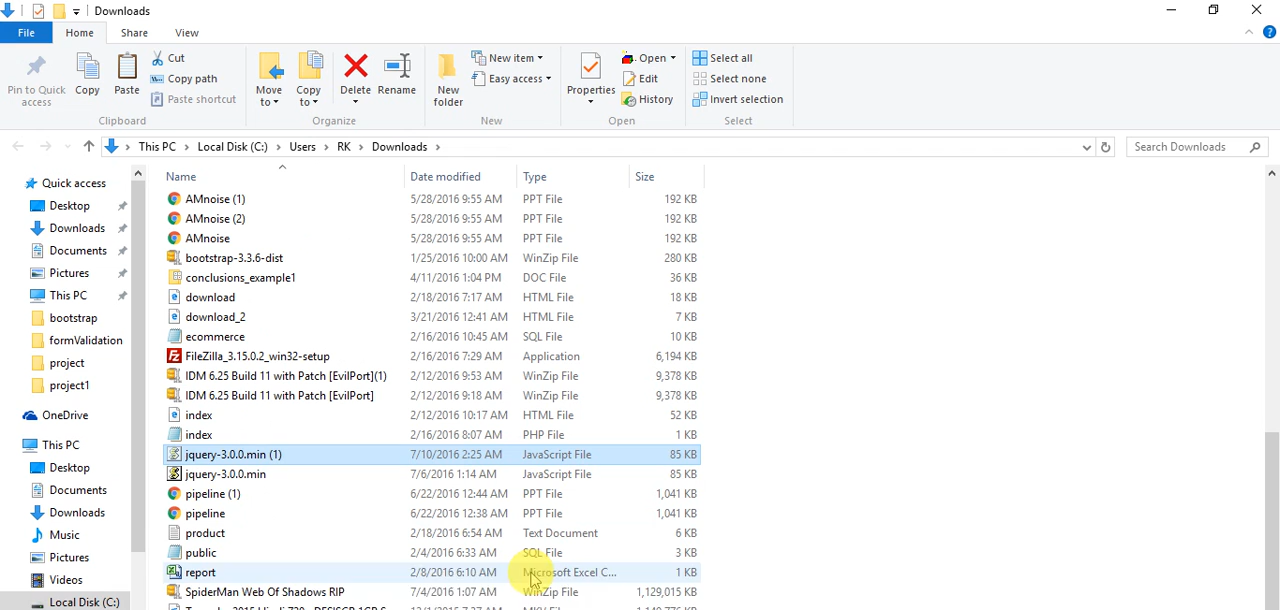 Downloads
File Home Share View
Pin to Quick access
Copy
Paste
Cut
Copy path
Paste shortcut
Clipboard
Move to
Copy to
Delete
Rename
Organize
New folder
New item
Easy access
New
Properties
Open
Edit
History
Open
Select all
Select none
Invert selection
Select
This PC › Local Disk (C:) › Users › RK › Downloads ›
Search Downloads
Quick access
Desktop
Downloads
Documents
Pictures
This PC
bootstrap
formValidation
project
project1
OneDrive
This PC
Desktop
Documents
Downloads
Music
Pictures
Videos
Local Disk (C:)
Name Date modified Type Size
AMnoise (1) 5/28/2016 9:55 AM PPT File 192 KB
AMnoise (2) 5/28/2016 9:55 AM PPT File 192 KB
AMnoise 5/28/2016 9:55 AM PPT File 192 KB
bootstrap-3.3.6-dist 1/25/2016 10:00 AM WinZip File 280 KB
conclusions_example1 4/11/2016 1:04 PM DOC File 36 KB
download 2/18/2016 7:17 AM HTML File 18 KB
download_2 3/21/2016 12:41 AM HTML File 7 KB
ecommerce 2/16/2016 10:45 AM SQL File 10 KB
FileZilla_3.15.0.2_win32-setup 2/16/2016 7:29 AM Application 6,194 KB
IDM 6.25 Build 11 with Patch [EvilPort](1) 2/12/2016 9:53 AM WinZip File 9,378 KB
IDM 6.25 Build 11 with Patch [EvilPort] 2/12/2016 9:18 AM WinZip File 9,378 KB
index 2/12/2016 10:17 AM HTML File 52 KB
index 2/16/2016 8:07 AM PHP File 1 KB
jquery-3.0.0.min (1) 7/10/2016 2:25 AM JavaScript File 85 KB
jquery-3.0.0.min 7/6/2016 1:14 AM JavaScript File 85 KB
pipeline (1) 6/22/2016 12:44 AM PPT File 1,041 KB
pipeline 6/22/2016 12:38 AM PPT File 1,041 KB
product 2/18/2016 6:54 AM Text Document 6 KB
public 2/4/2016 6:33 AM SQL File 3 KB
report 2/8/2016 6:10 AM Microsoft Excel C... 1 KB
SpiderMan Web Of Shadows RIP 7/4/2016 1:07 AM WinZip File 1,129,015 KB